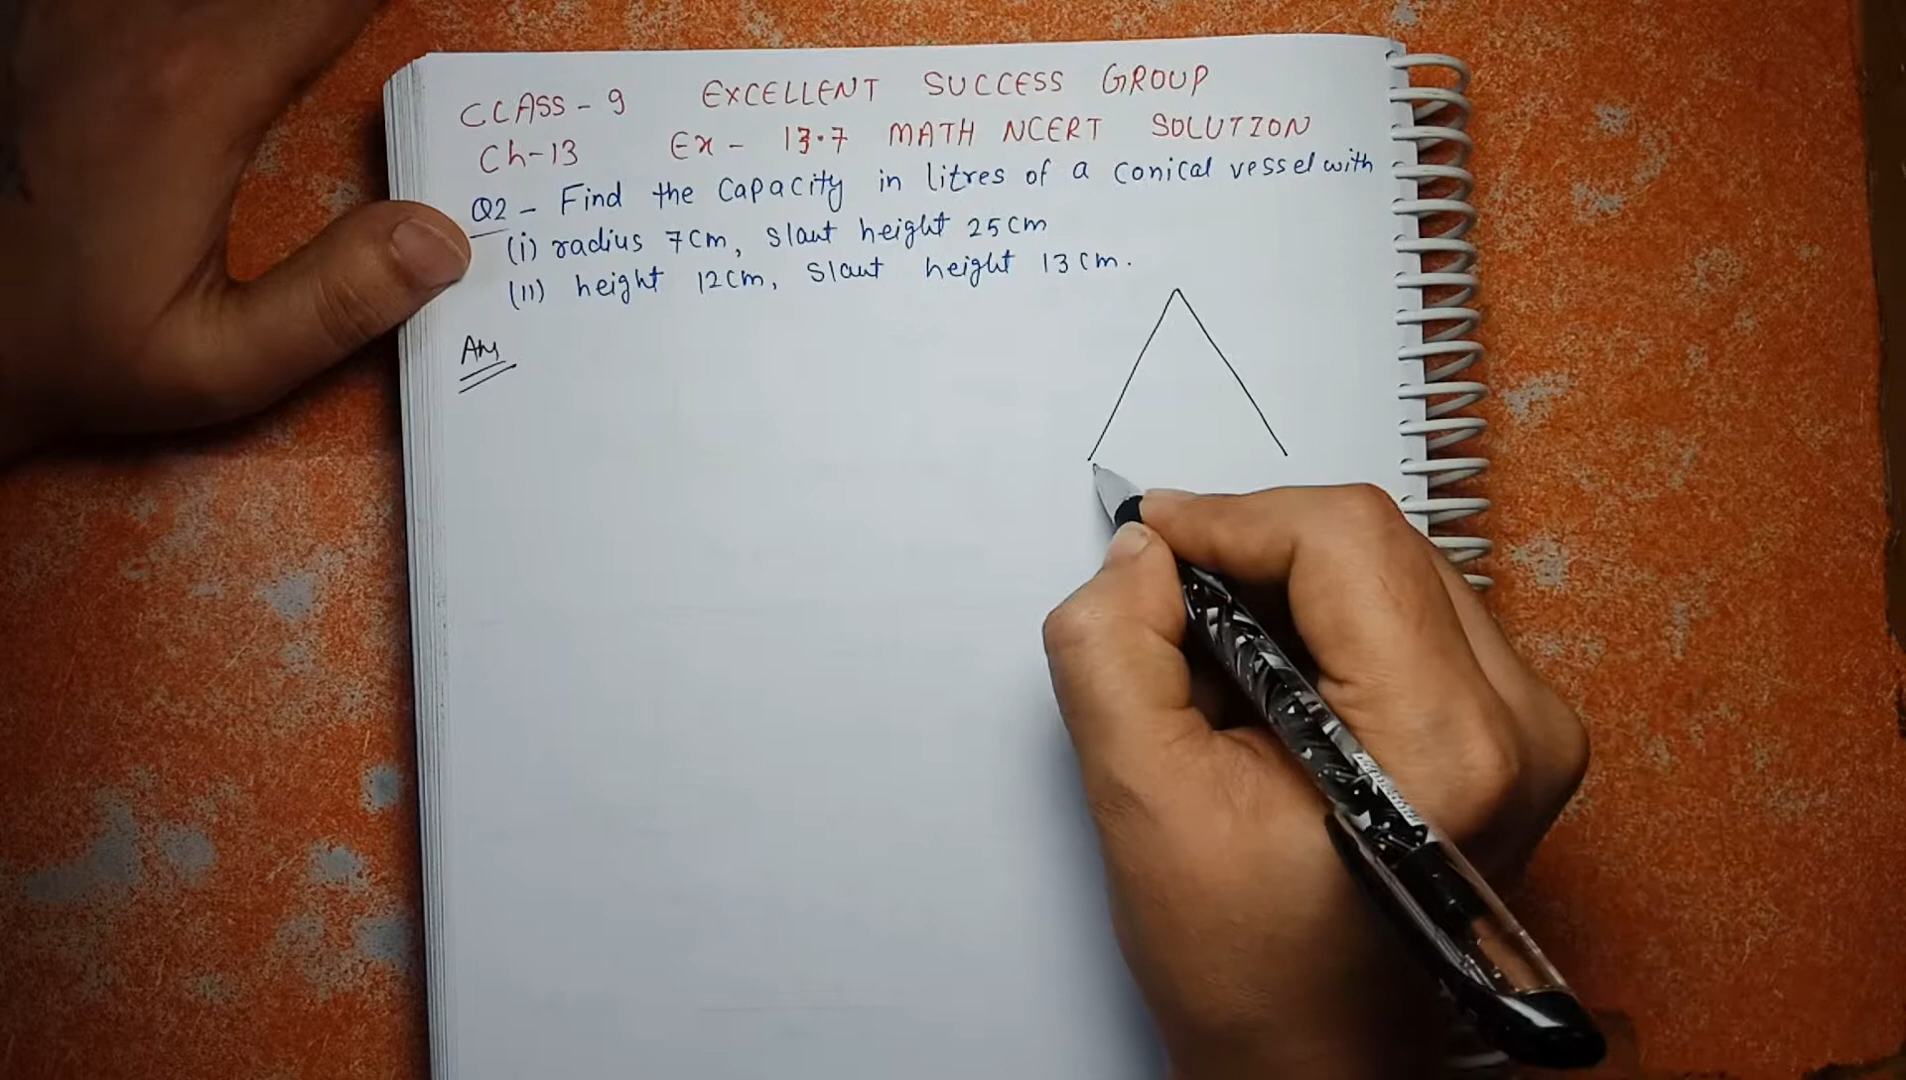 CLASS - 9 EXCELLENT SUCCESS GROUP
Ch-13 Ex - 13.7 MATH NCERT SOLUTION
Q2 - Find the Capacity in litres of a conical vessel with
(i) radius 7cm, slant height 25cm
(11) height 12cm, slant height 13cm.
Ans